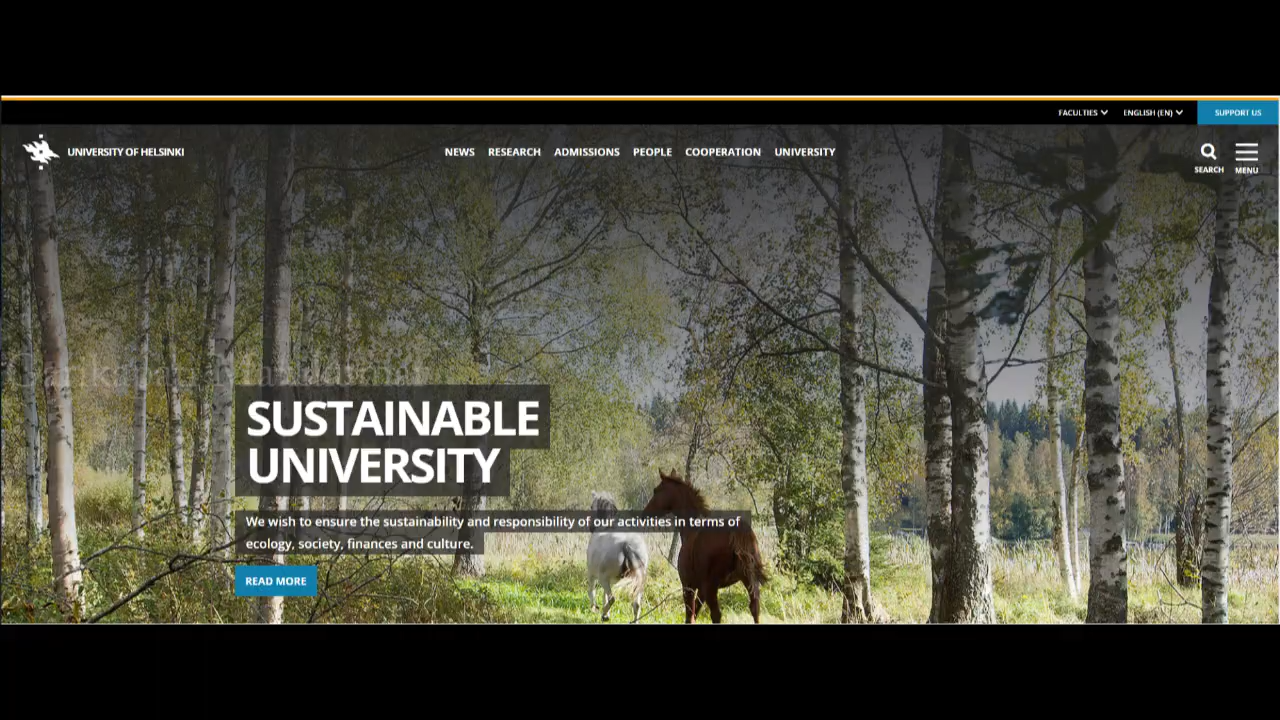 FACULTIES ENGLISH (EN) SUPPORT US
UNIVERSITY OF HELSINKI NEWS RESEARCH ADMISSIONS PEOPLE COOPERATION UNIVERSITY
SEARCH MENU
SUSTAINABLE
UNIVERSITY
We wish to ensure the sustainability and responsibility of our activities in terms of
ecology, society, finances and culture.
READ MORE